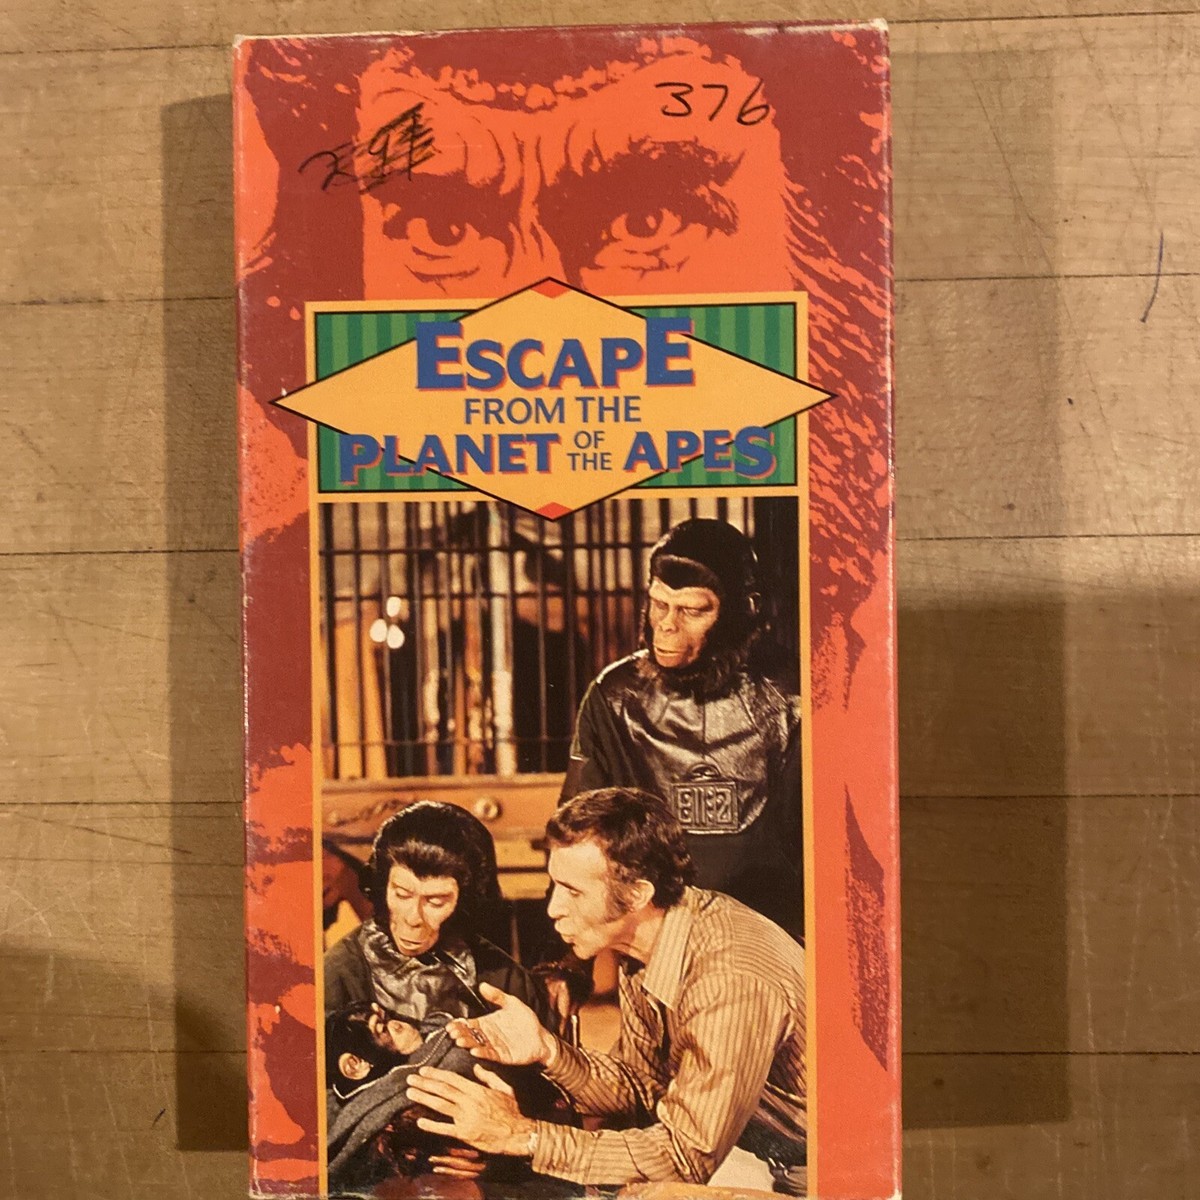 376
ESCAPE
FROM THE
PLANET OF THE APES